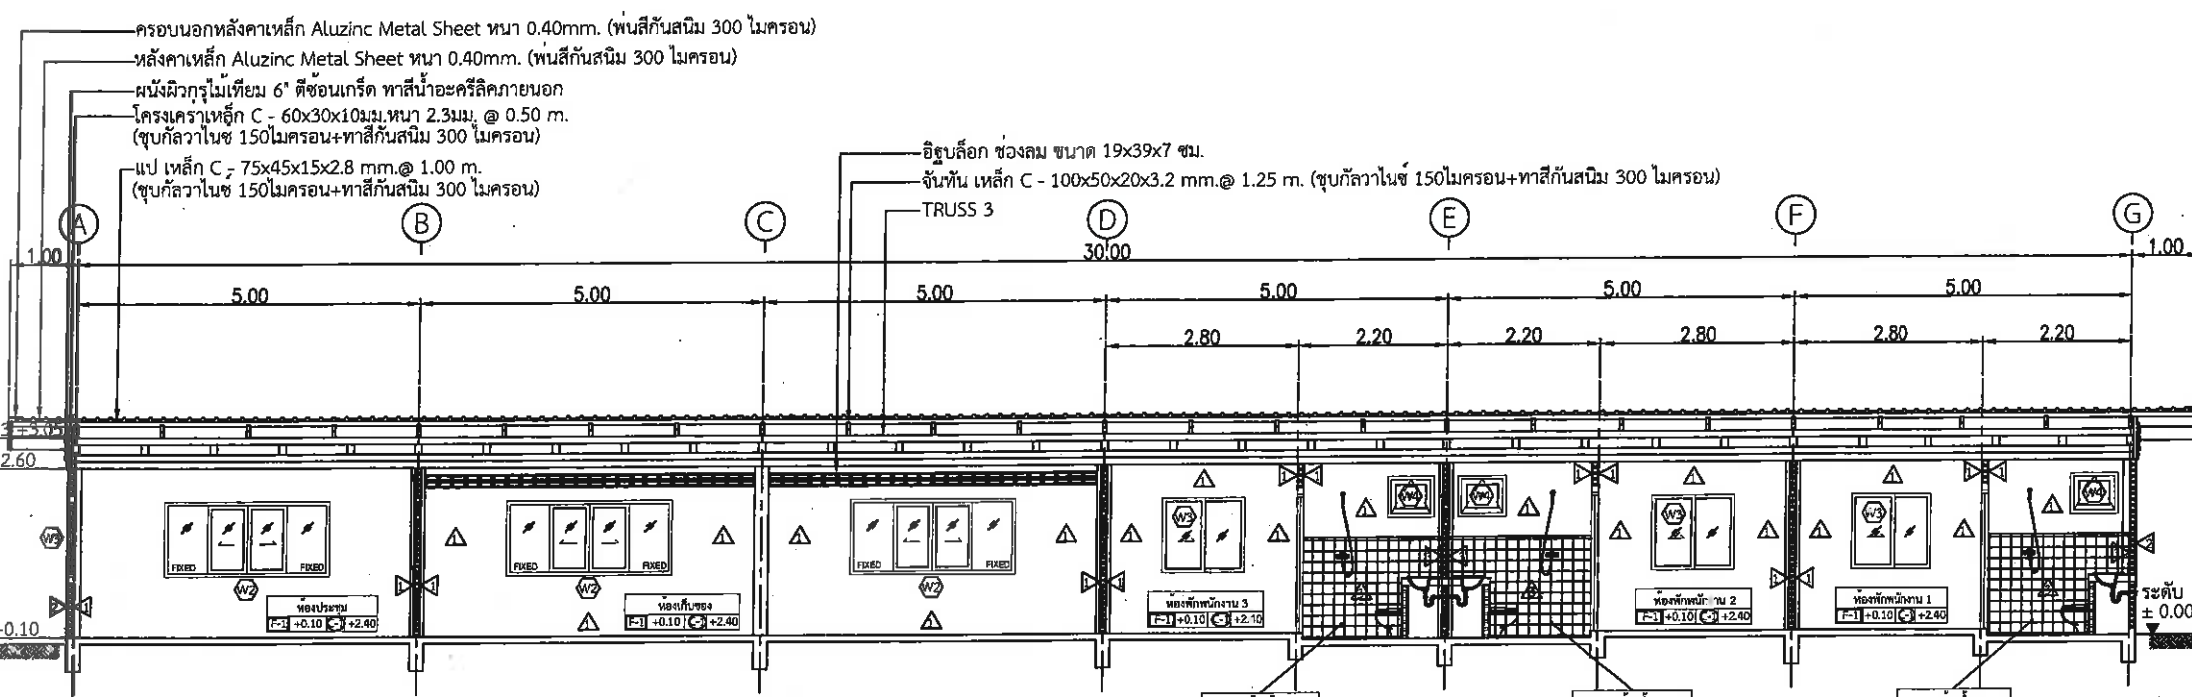 ครอบนอกหลังคาเหล็ก Aluzinc Metal Sheet หนา 0.40mm. (พ่นสีกันสนิม 300 ไมครอน)
หลังคาเหล็ก Aluzinc Metal Sheet หนา 0.40mm. (พ่นสีกันสนิม 300 ไมครอน)
ผนังผิวกรุไม้เทียม 6" ตีซ้อนเกร็ด ทาสีน้ำอะครีลิคภายนอก
โครงเคร่าเหล็ก C - 60x30x10มม.หนา 2.3มม. @ 0.50 m.
(ชุบกัลวาไนซ์ 150ไมครอน+ทาสีกันสนิม 300 ไมครอน)
แป เหล็ก C - 75x45x15x2.8 mm.@ 1.00 m.
(ชุบกัลวาไนซ์ 150ไมครอน+ทาสีกันสนิม 300 ไมครอน)
อิฐบล็อก ช่องลม ขนาด 19x39x7 ซม.
จันทัน เหล็ก C - 100x50x20x3.2 mm.@ 1.25 m. (ชุบกัลวาไนซ์ 150ไมครอน+ทาสีกันสนิม 300 ไมครอน)
TRUSS 3
A B C D E F G
1.00 30.00 1.00
5.00 5.00 5.00 5.00 5.00 5.00
2.80 2.20 2.20 2.80 2.80 2.20
2.60
W3 W4 W4 W3 W3 W4
W3
FIXED FIXED FIXED FIXED FIXED FIXED
W2 W2 W2
1 1 1 1 1 1 1 1 1 1
ห้องประชุม
F-1 +0.10 +2.40
ห้องเก็บของ
F-1 +0.10 +2.40
ห้องพักพนักงาน 3
F-1 +0.10
ห้องพักพนักงาน 2
F-1 +0.10 +2.40
ห้องพักพนักงาน 1
F-1 +0.10 +2.40
ระดับ
± 0.00
+0.10